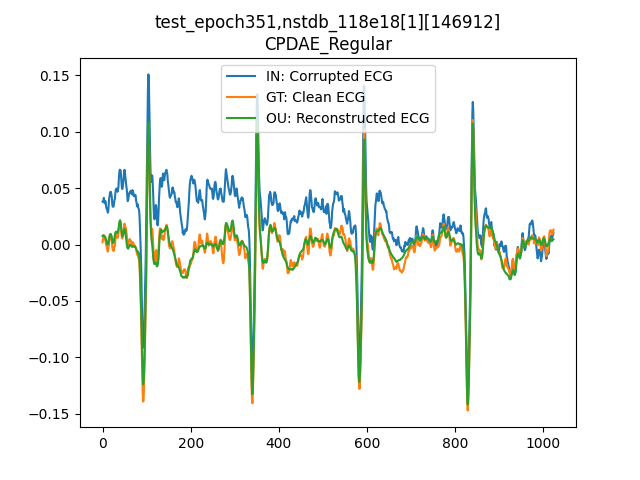 test_epoch351,nstdb_118e18[1][146912]
CPDAE_Regular
IN: Corrupted ECG
GT: Clean ECG
OU: Reconstructed ECG
0.15
0.10
0.05
0.00
−0.05
−0.10
−0.15
0 200 400 600 800 1000